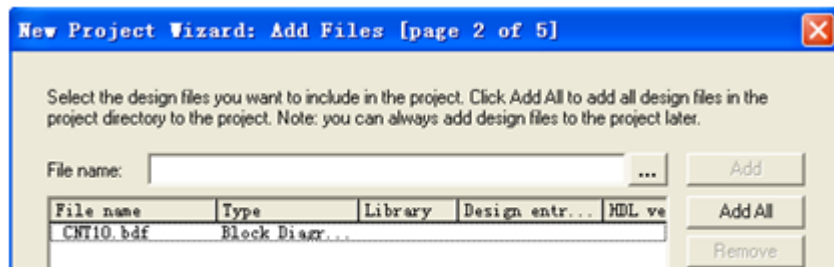 New Project Wizard: Add Files [page 2 of 5]
Select the design files you want to include in the project. Click Add All to add all design files in the
project directory to the project. Note: you can always add design files to the project later.
File name: ... Add
File name Type Library Design entr... HDL ve Add All
CNT10.bdf Block Diagr...
Remove